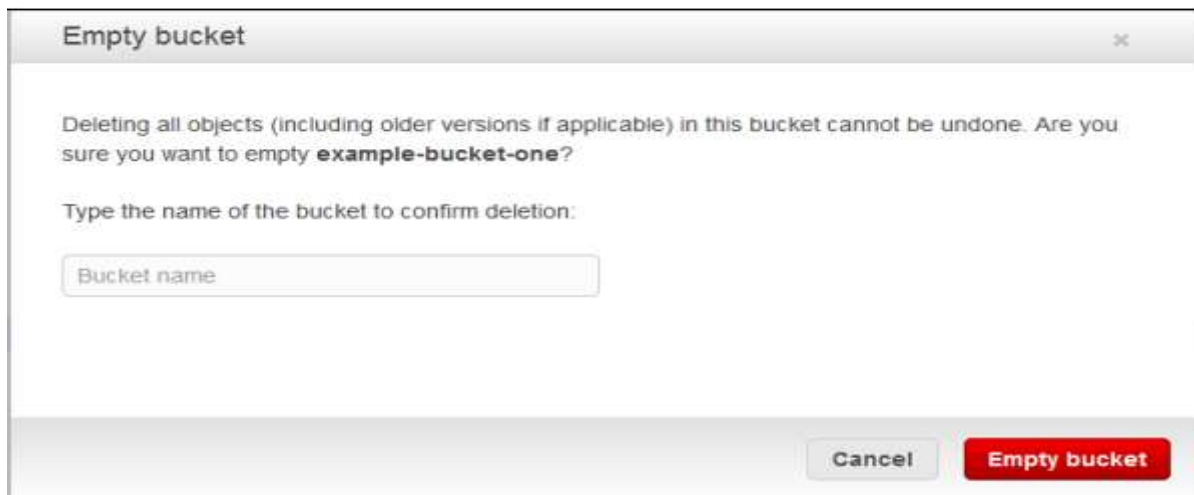 Empty bucket
Deleting all objects (including older versions if applicable) in this bucket cannot be undone. Are you
sure you want to empty example-bucket-one?
Type the name of the bucket to confirm deletion:
Bucket name
Cancel
Empty bucket